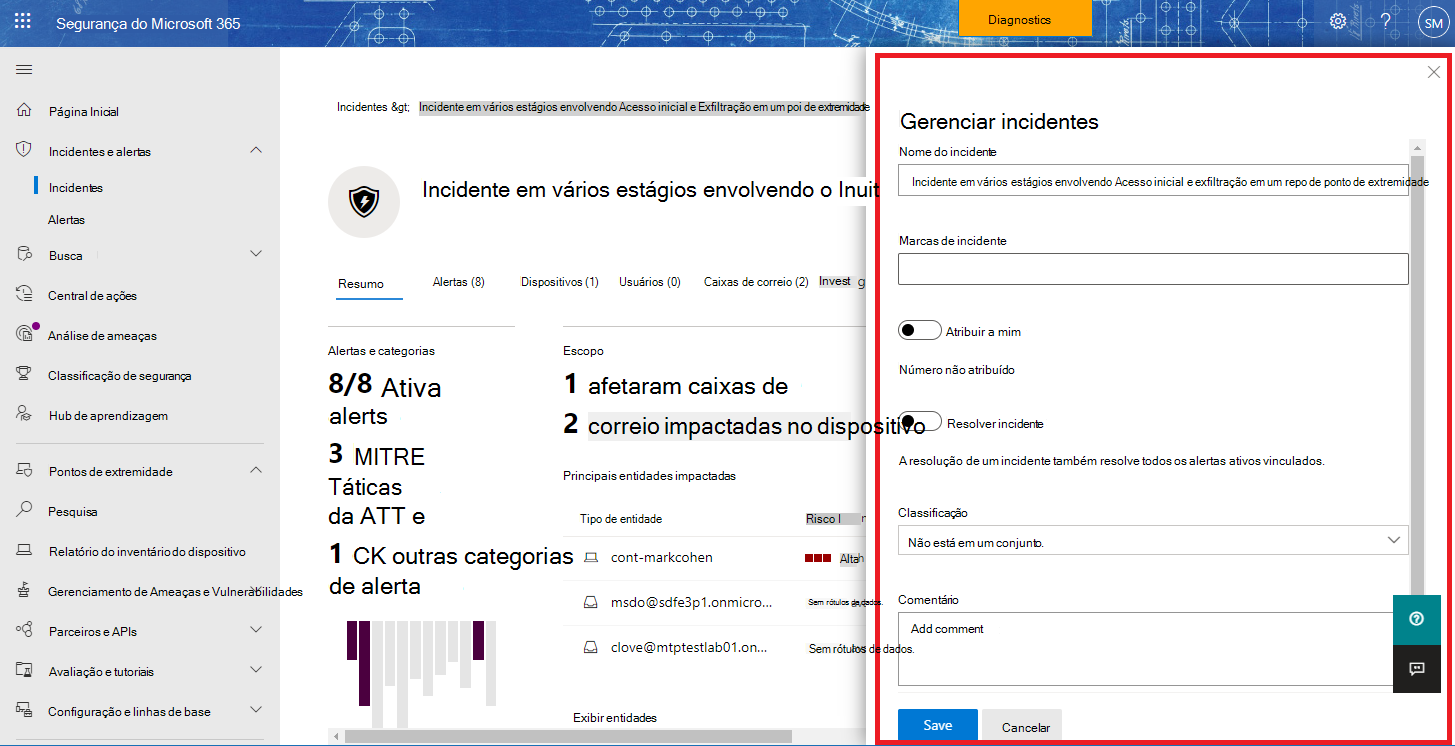 Segurança do Microsoft 365
Diagnostics
?
SM
Página Inicial
Incidentes e alertas
Incidentes
Alertas
Busca
Central de ações
Análise de ameaças
Classificação de segurança
Hub de aprendizagem
Pontos de extremidade
Pesquisa
Relatório do inventário do dispositivo
Gerenciamento de Ameaças e Vulnerabilidades
Parceiros e APIs
Avaliação e tutoriais
Configuração e linhas de base
Incidentes &gt; Incidente em vários estágios envolvendo Acesso inicial e Exfiltração em um poi de extremidade
Incidente em vários estágios envolvendo o Inuit
Resumo
Alertas (8)
Dispositivos (1)
Usuários (0)
Caixas de correio (2)
Invest g
Alertas e categorias
8/8 Ativa
alerts
3 MITRE
Táticas
da ATT e
1 CK outras categorias
de alerta
Escopo
1 afetaram caixas de
2 correio impactadas no dispositivo
Principais entidades impactadas
Tipo de entidade
Risco l
cont-markcohen
Alta
msdo@sdfe3p1.onmicro...
Sem rótulos de dados.
clove@mtptestlab01.on...
Sem rótulos de dados.
Exibir entidades
Gerenciar incidentes
Nome do incidente
Incidente em vários estágios envolvendo Acesso inicial e exfiltração em um repo de ponto de extremidade
Marcas de incidente
Atribuir a mim
Número não atribuído
Resolver incidente
A resolução de um incidente também resolve todos os alertas ativos vinculados.
Classificação
Não está em um conjunto.
Comentário
Add comment
Save
Cancelar